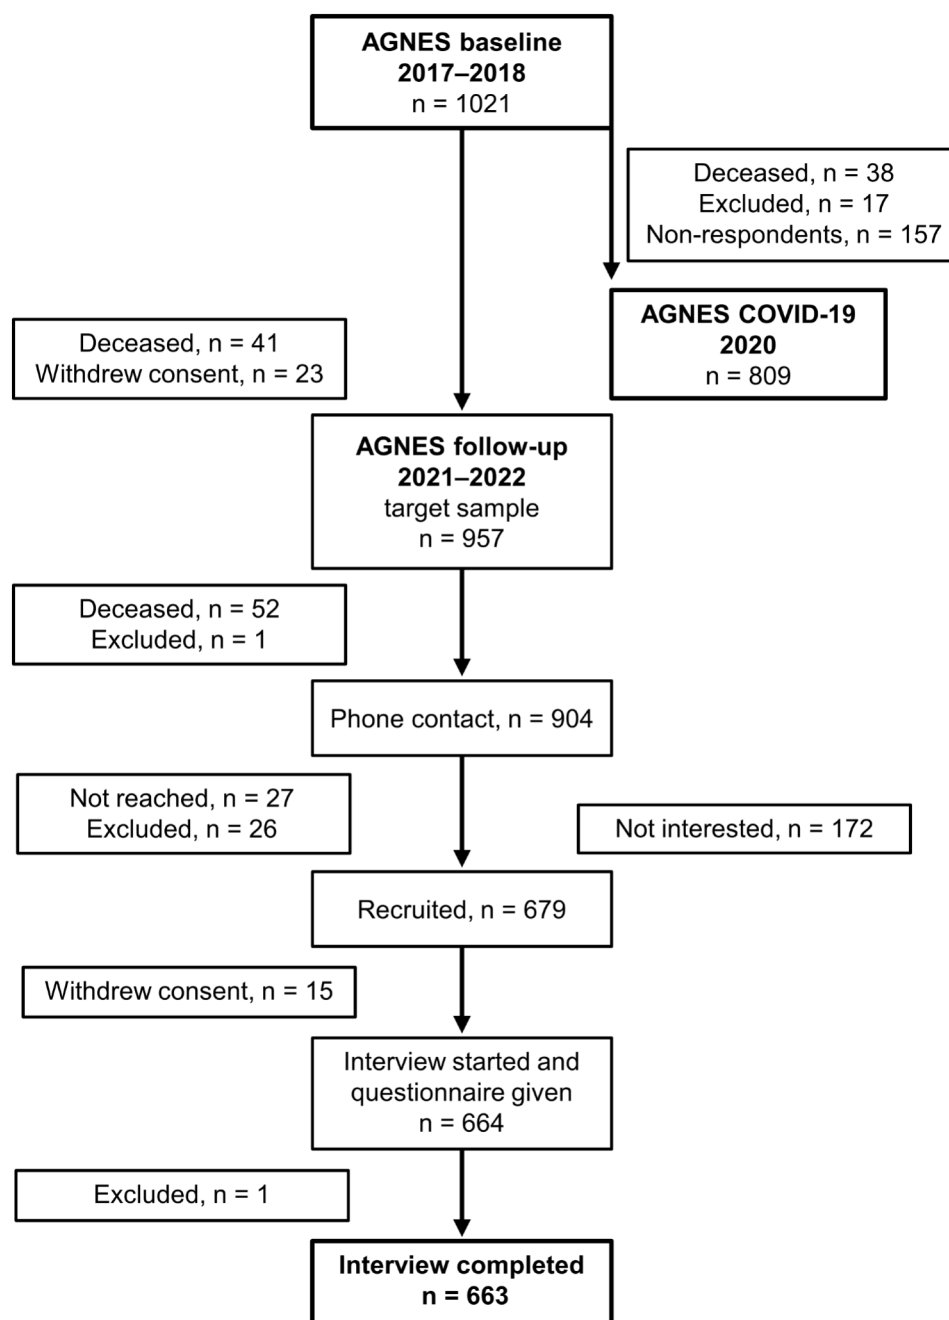 AGNES baseline
2017–2018
n = 1021
Deceased, n = 38
Excluded, n = 17
Non-respondents, n = 157
AGNES COVID-19
2020
n = 809
Deceased, n = 41
Withdrew consent, n = 23
AGNES follow-up
2021–2022
target sample
n = 957
Deceased, n = 52
Excluded, n = 1
Phone contact, n = 904
Not reached, n = 27
Excluded, n = 26
Not interested, n = 172
Recruited, n = 679
Withdrew consent, n = 15
Interview started and
questionnaire given
n = 664
Excluded, n = 1
Interview completed
n = 663